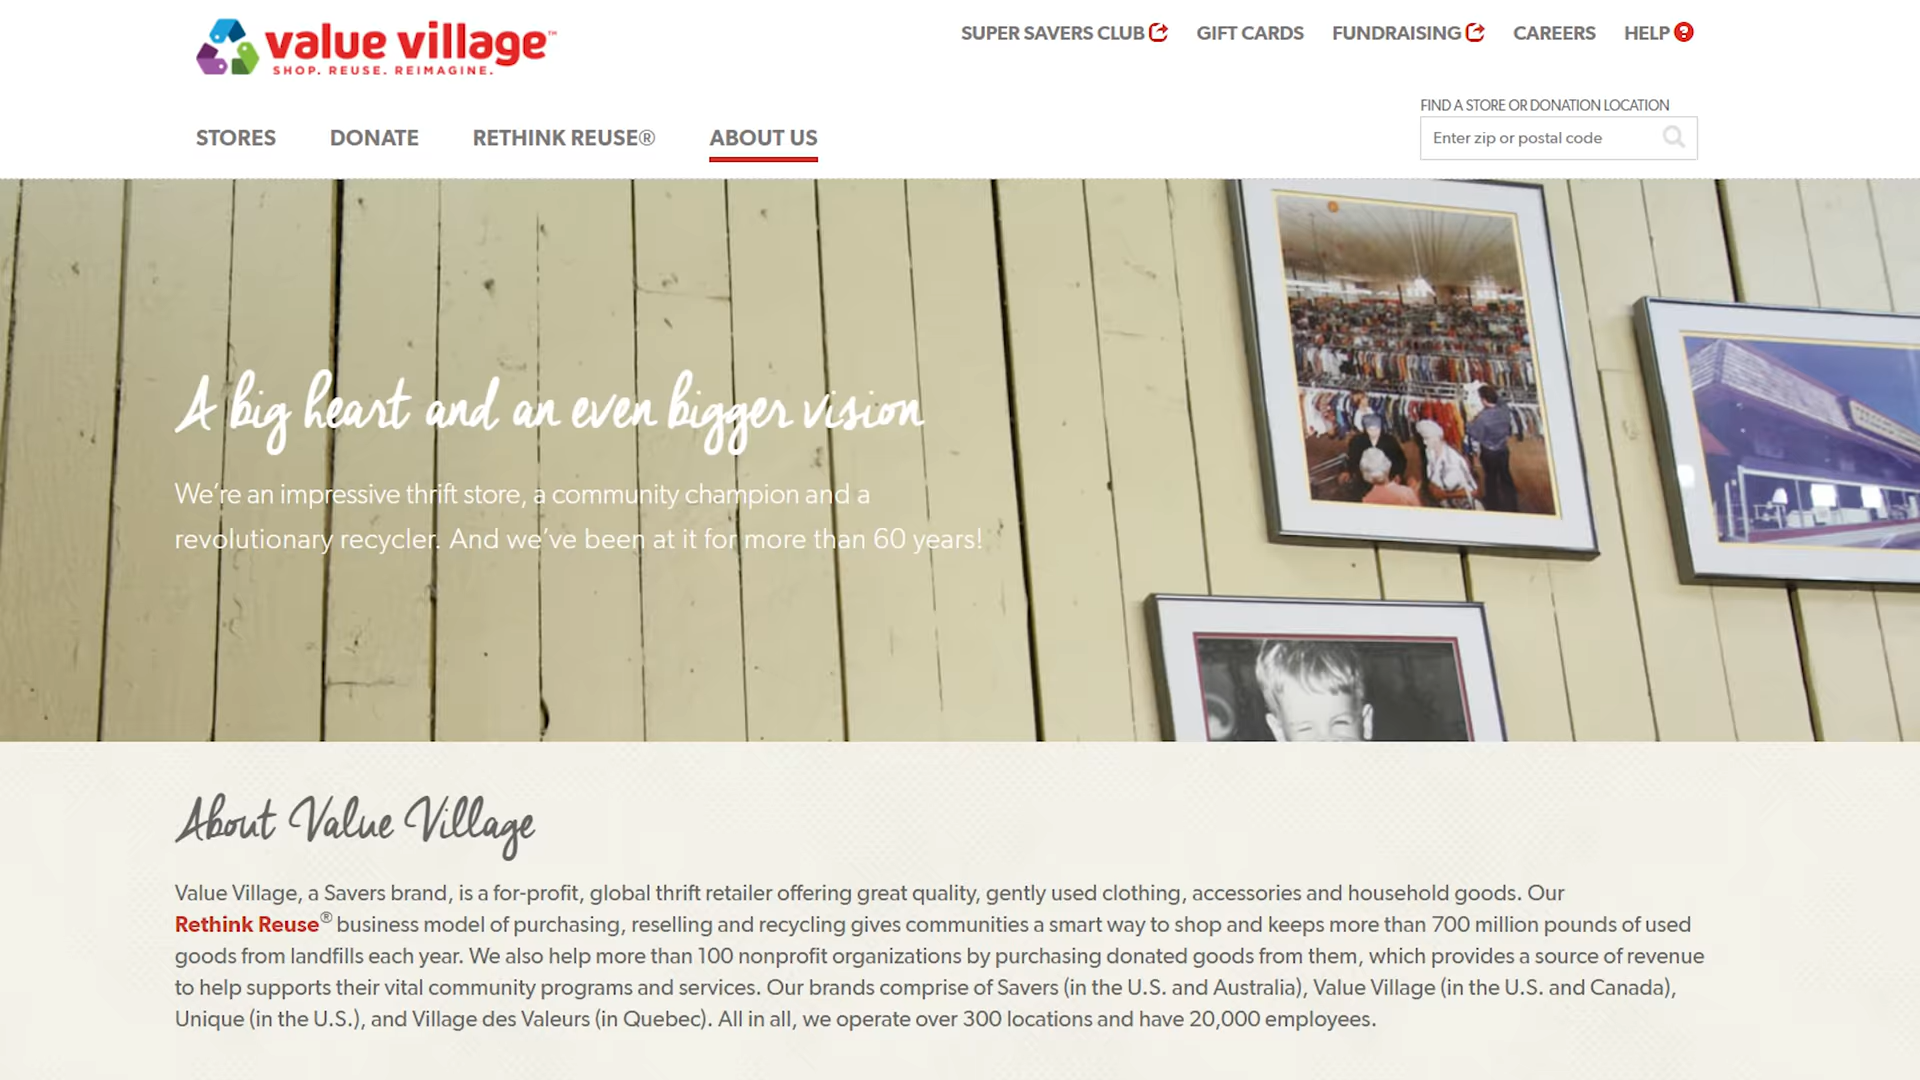 value village™
SHOP. REUSE. REIMAGINE.
SUPER SAVERS CLUB GIFT CARDS FUNDRAISING CAREERS HELP ?
FIND A STORE OR DONATION LOCATION
Enter zip or postal code
STORES DONATE RETHINK REUSE® ABOUT US
A big heart and an even bigger vision
We're an impressive thrift store, a community champion and a
revolutionary recycler. And we've been at it for more than 60 years!
About Value Village
Value Village, a Savers brand, is a for-profit, global thrift retailer offering great quality, gently used clothing, accessories and household goods. Our
Rethink Reuse® business model of purchasing, reselling and recycling gives communities a smart way to shop and keeps more than 700 million pounds of used
goods from landfills each year. We also help more than 100 nonprofit organizations by purchasing donated goods from them, which provides a source of revenue
to help supports their vital community programs and services. Our brands comprise of Savers (in the U.S. and Australia), Value Village (in the U.S. and Canada),
Unique (in the U.S.), and Village des Valeurs (in Quebec). All in all, we operate over 300 locations and have 20,000 employees.